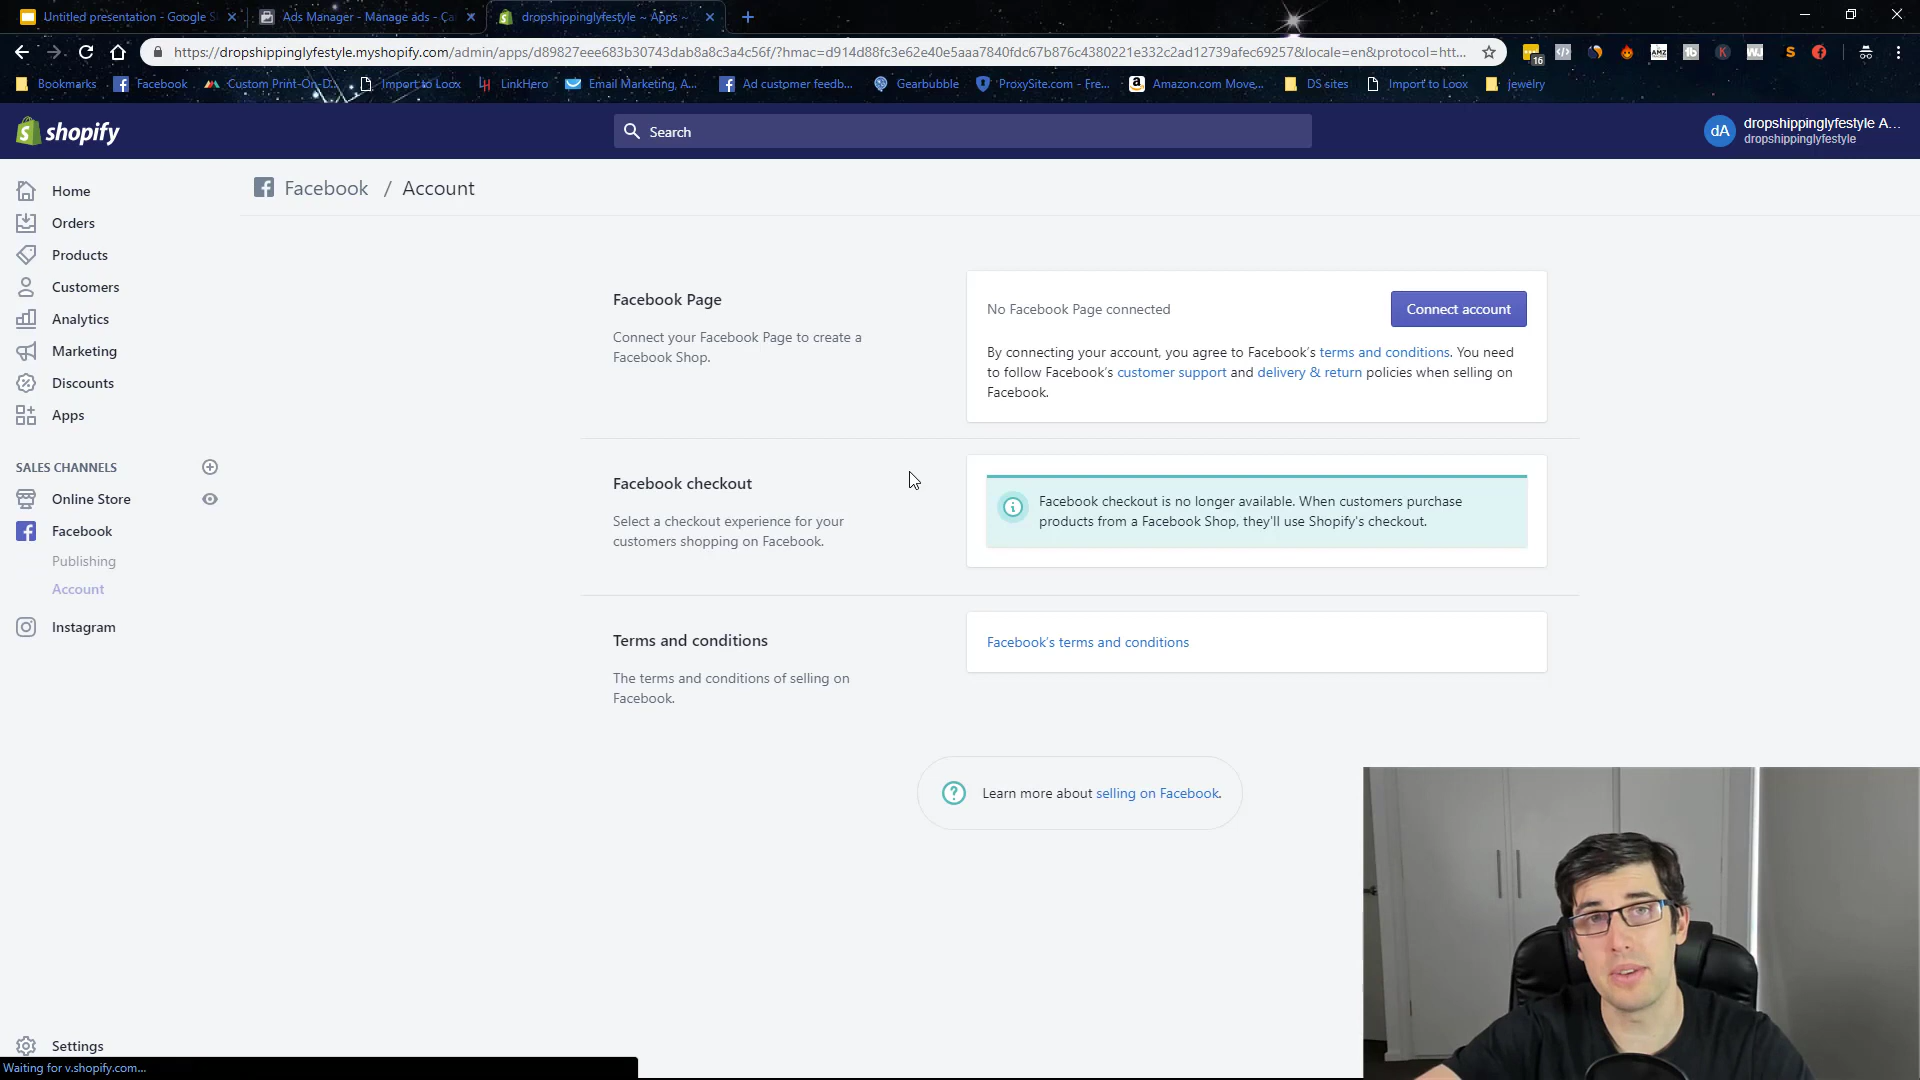 Untitled presentation - Google S
Ads Manager - Manage ads - Ca
dropshippinglyfestyle ~ Apps ~
https://dropshippinglyfestyle.myshopify.com/admin/apps/d89827eee683b30743dab8a8c3a4c56f/?hmac=d914d88fc3e62e40e5aaa7840fdc67b876c4380221e332c2ad12739afec69257&locale=en&protocol=htt...
16
Bookmarks
Facebook
Custom Print-On-D...
Import to Loox
LinkHero
Email Marketing, A...
Ad customer feedb...
Gearbubble
ProxySite.com - Fre...
Amazon.com Move...
DS sites
Import to Loox
jewelry
shopify
Search
dA
dropshippinglyfestyle A...
dropshippinglyfestyle
Home
Orders
Products
Customers
Analytics
Marketing
Discounts
Apps
SALES CHANNELS
Online Store
Facebook
Publishing
Account
Instagram
Settings
Waiting for v.shopify.com...
Facebook / Account
Facebook Page
Connect your Facebook Page to create a
Facebook Shop.
No Facebook Page connected
Connect account
By connecting your account, you agree to Facebook's terms and conditions. You need
to follow Facebook's customer support and delivery & return policies when selling on
Facebook.
Facebook checkout
Select a checkout experience for your
customers shopping on Facebook.
Facebook checkout is no longer available. When customers purchase
products from a Facebook Shop, they'll use Shopify's checkout.
Terms and conditions
The terms and conditions of selling on
Facebook.
Facebook's terms and conditions
Learn more about selling on Facebook.